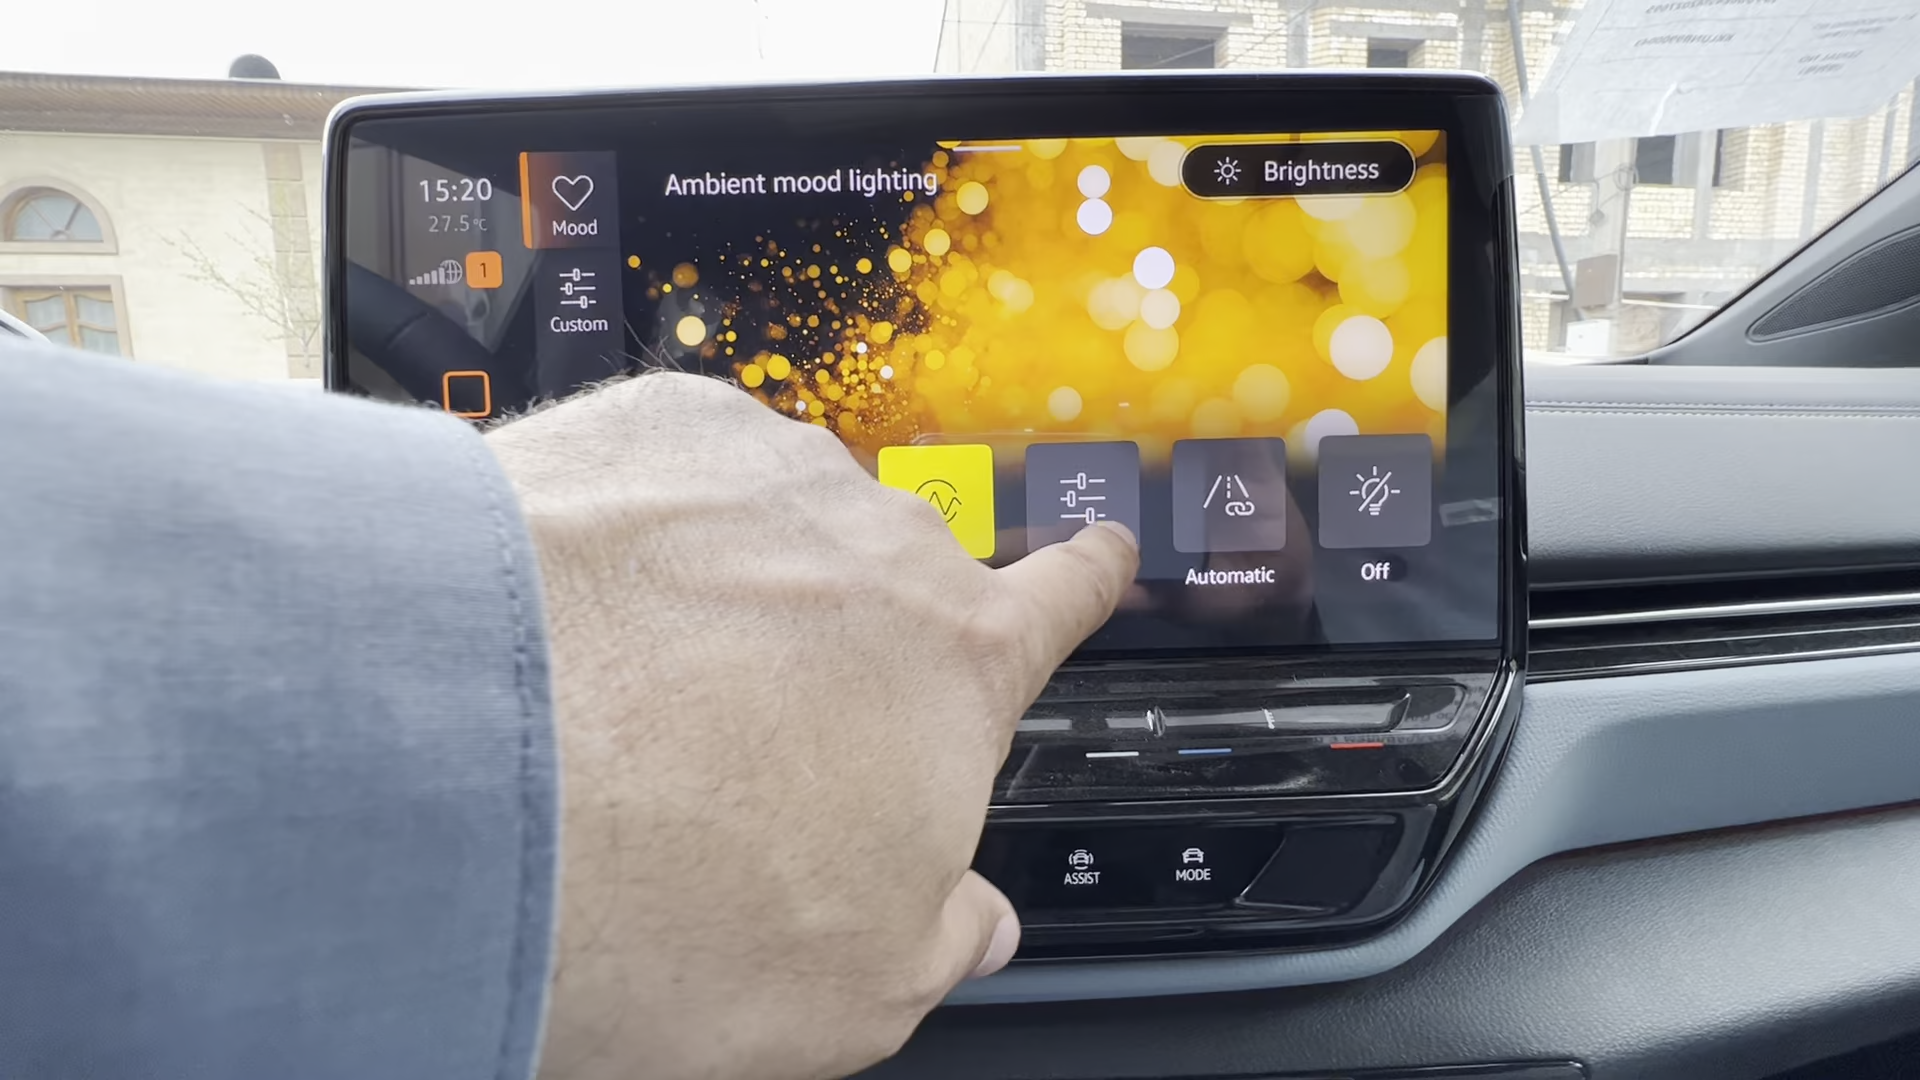 15:20
27.5 °C
1
Mood
Custom
Ambient mood lighting
Brightness
Automatic
Off
ASSIST
MODE